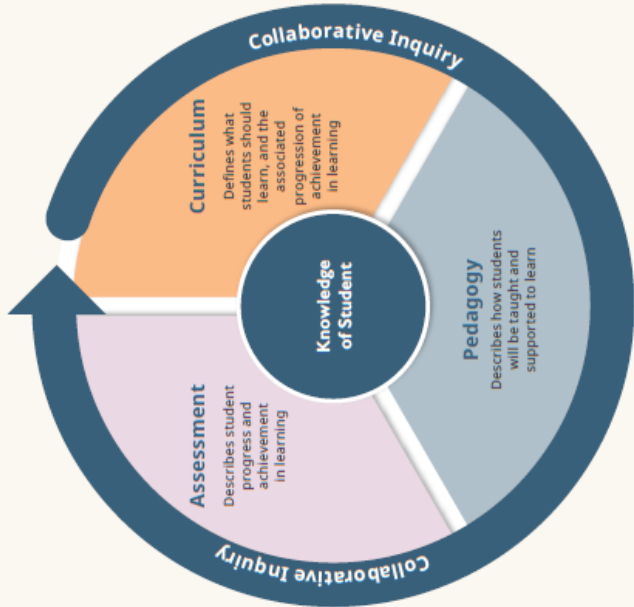 Collaborative Inquiry
Curriculum
Defines what
students should
learn, and the
associated
progression of
achievement
in learning
Knowledge
of Student
Pedagogy
Describes how students
will be taught and
supported to learn
Assessment
Describes student
progress and
achievement
in learning
Collaborative Inquiry